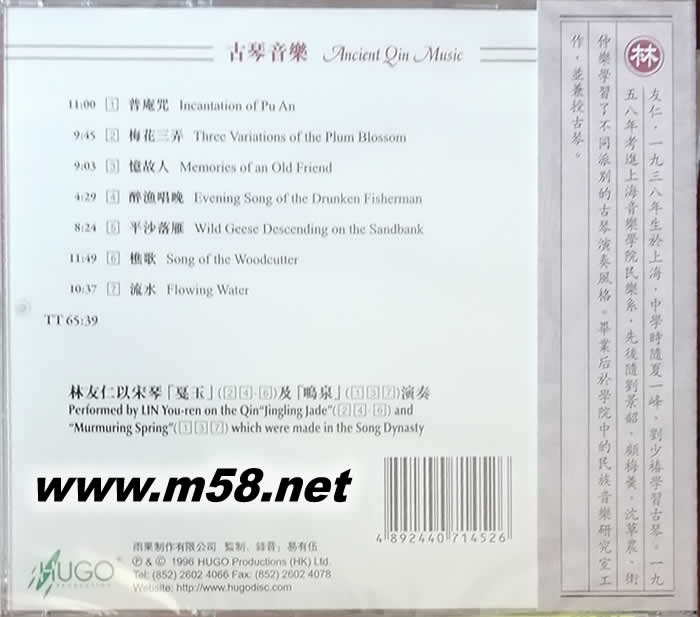 古琴音樂 Ancient Qin Music
11:00 1 普庵咒 Incantation of Pu An
9:45 2 梅花三弄 Three Variations of the Plum Blossom
9:03 3 憶故人 Memories of an Old Friend
4:29 4 醉漁唱晚 Evening Song of the Drunken Fisherman
8:24 5 平沙落雁 Wild Geese Descending on the Sandbank
11:49 6 樵歌 Song of the Woodcutter
10:37 7 流水 Flowing Water
TT 65:39
林友仁以宋琴「戛玉」(2 4-6)及「鳴泉」(1 3 7)演奏
Performed by LIN You-ren on the Qin"Jingling Jade"(2 4-6) and
"Murmuring Spring"(1 3 7) which were made in the Song Dynasty
www.m58.net
4 892440 714526
HUGO®
PRODUCTION
雨果制作有限公司 監制、錄音」易有伍
℗ & © 1996 HUGO Productions (HK) Ltd.
Tel: (852) 2602 4066 Fax: (852) 2602 4078
Website: http://www.hugodisc.com
林
友仁，一九三八年生於上海，中學時隨夏一峰、劉少椿學習古琴。一九
五八年考進上海音樂學院民樂系，先後隨劉景韶、顧梅羹、沈草農、衛
仲樂學習了不同派別的古琴演奏風格。畢業后於學院中的民族音樂研究室工
作，並兼授古琴。